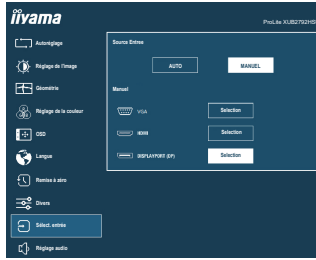 iiyama
ProLite XUB2792HS
Autoréglage
Réglage de l'image
Géométrie
Réglage de la couleur
OSD
Langue
Remise à zéro
Divers
Sélect. entrée
Réglage audio
Source Entree
AUTO
MANUEL
Manuel
VGA
Selection
HDMI
Selection
DISPLAYPORT (DP)
Selection